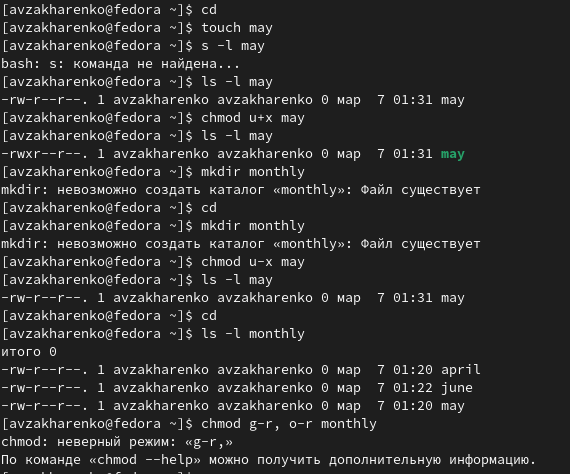 [avzakharenko@fedora ~]$ cd
[avzakharenko@fedora ~]$ touch may
[avzakharenko@fedora ~]$ s -l may
bash: s: команда не найдена...
[avzakharenko@fedora ~]$ ls -l may
-rw-r--r--. 1 avzakharenko avzakharenko 0 мар  7 01:31 may
[avzakharenko@fedora ~]$ chmod u+x may
[avzakharenko@fedora ~]$ ls -l may
-rwxr--r--. 1 avzakharenko avzakharenko 0 мар  7 01:31 may
[avzakharenko@fedora ~]$ mkdir monthly
mkdir: невозможно создать каталог «monthly»: Файл существует
[avzakharenko@fedora ~]$ cd
[avzakharenko@fedora ~]$ mkdir monthly
mkdir: невозможно создать каталог «monthly»: Файл существует
[avzakharenko@fedora ~]$ chmod u-x may
[avzakharenko@fedora ~]$ ls -l may
-rw-r--r--. 1 avzakharenko avzakharenko 0 мар  7 01:31 may
[avzakharenko@fedora ~]$ cd
[avzakharenko@fedora ~]$ ls -l monthly
итого 0
-rw-r--r--. 1 avzakharenko avzakharenko 0 мар  7 01:20 april
-rw-r--r--. 1 avzakharenko avzakharenko 0 мар  7 01:22 june
-rw-r--r--. 1 avzakharenko avzakharenko 0 мар  7 01:20 may
[avzakharenko@fedora ~]$ chmod g-r, o-r monthly
chmod: неверный режим: «g-r,»
По команде «chmod --help» можно получить дополнительную информацию.